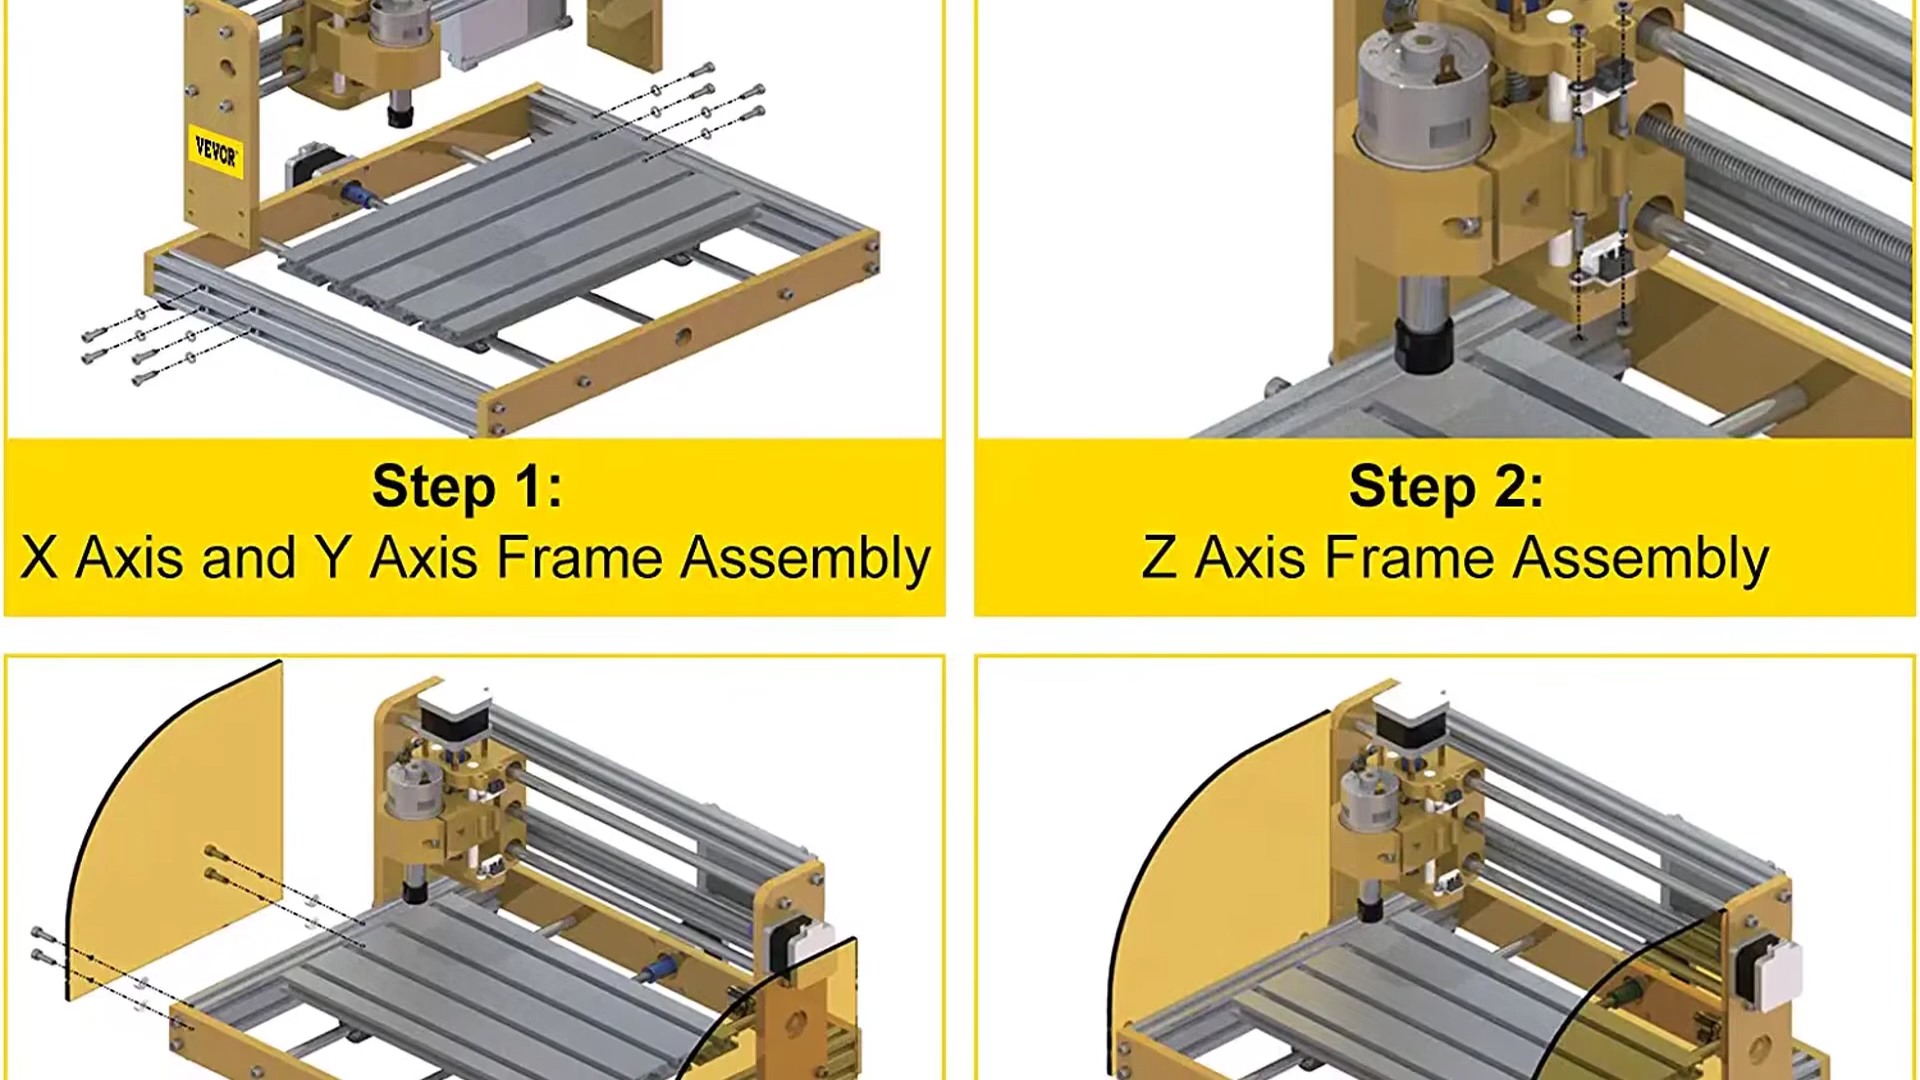 VEVOR
Step 1:
X Axis and Y Axis Frame Assembly
Step 2:
Z Axis Frame Assembly